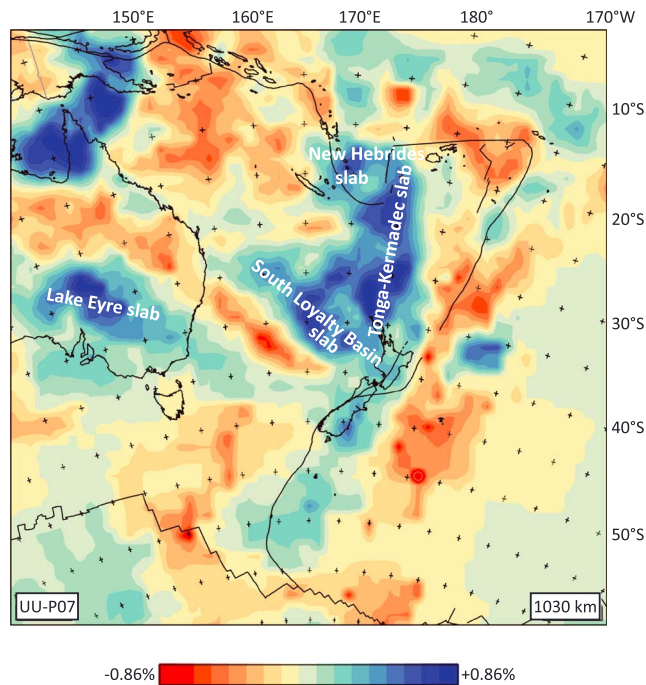 150°E 160°E 170°E 180° 170°W
10°S
New Hebrides
slab
Tonga-Kermadec slab
20°S
South Loyalty Basin
slab
Lake Eyre slab
30°S
40°S
50°S
UU-P07
1030 km
-0.86% +0.86%